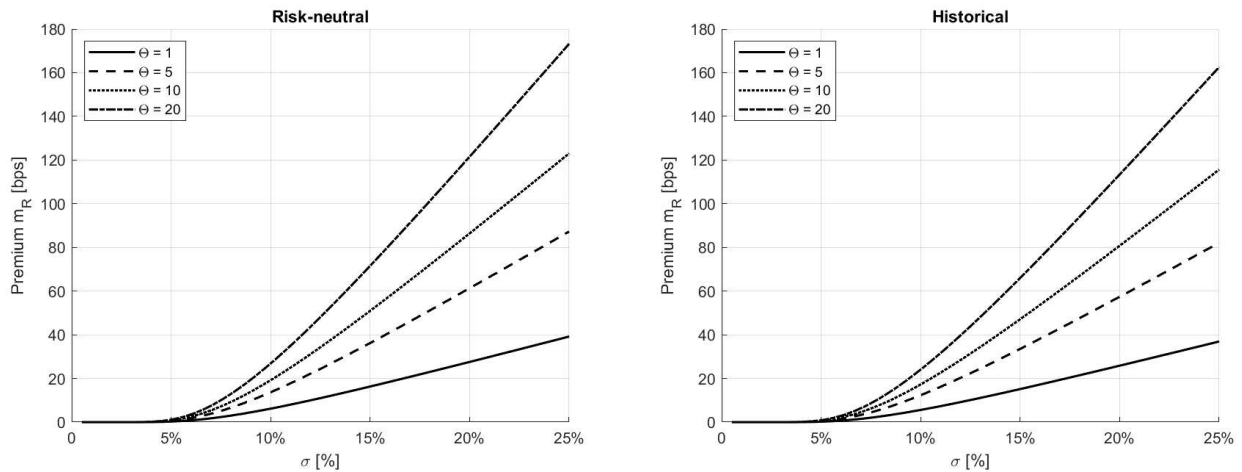 Risk-neutral
Θ = 1
Θ = 5
Θ = 10
Θ = 20
180
160
140
120
100
80
60
40
20
0
Premium m_R [bps]
0 5% 10% 15% 20% 25%
σ [%]
Historical
Θ = 1
Θ = 5
Θ = 10
Θ = 20
180
160
140
120
100
80
60
40
20
0
Premium m_R [bps]
0 5% 10% 15% 20% 25%
σ [%]